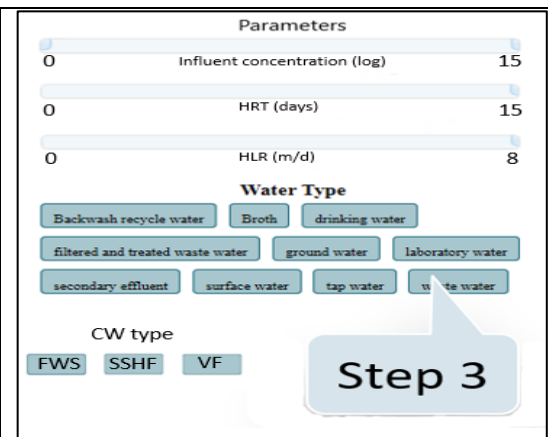 Parameters
0 Influent concentration (log) 15
0 HRT (days) 15
0 HLR (m/d) 8
Water Type
Backwash recycle water Broth drinking water
filtered and treated waste water ground water laboratory water
secondary effluent surface water tap water waste water
CW type
FWS SSHF VF
Step 3